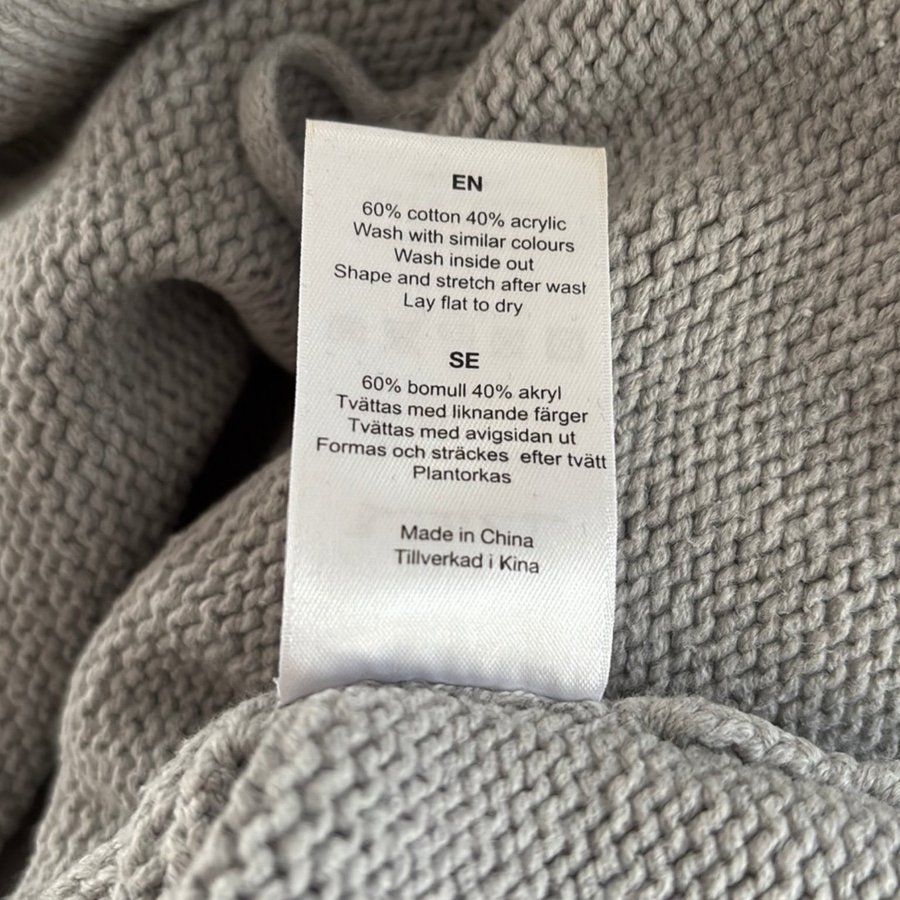 EN
60% cotton 40% acrylic
Wash with similar colours
Wash inside out
Shape and stretch after wash
Lay flat to dry
SE
60% bomull 40% akryl
Tvättas med liknande färger
Tvättas med avigsidan ut
Formas och sträckes efter tvätt
Plantorkas
Made in China
Tillverkad i Kina